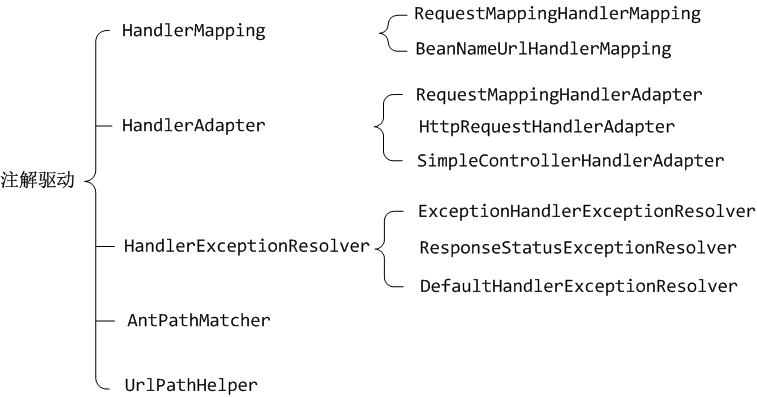 注解驱动
HandlerMapping
RequestMappingHandlerMapping
BeanNameUrlHandlerMapping
HandlerAdapter
RequestMappingHandlerAdapter
HttpRequestHandlerAdapter
SimpleControllerHandlerAdapter
HandlerExceptionResolver
ExceptionHandlerExceptionResolver
ResponseStatusExceptionResolver
DefaultHandlerExceptionResolver
AntPathMatcher
UrlPathHelper